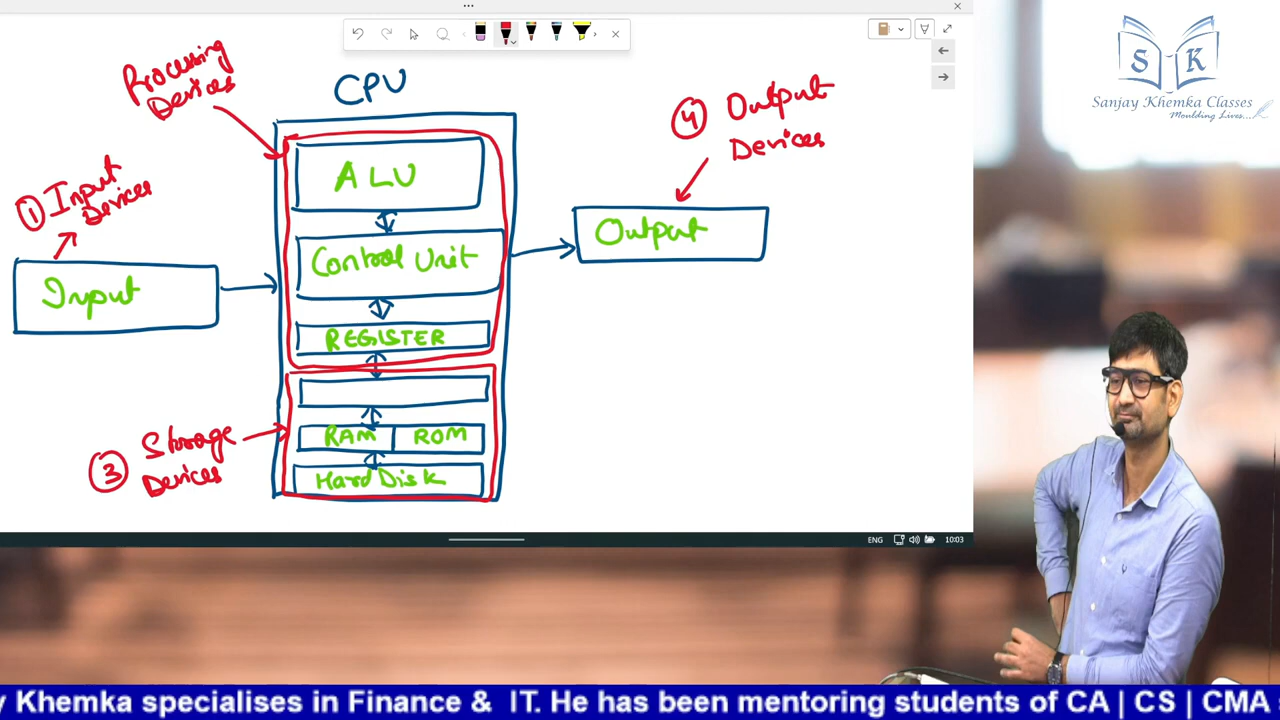 Processing
Devices
CPU
④ Output
Devices
① Input
Devices
ALU
Control Unit
Input
Output
REGISTER
RAM ROM
③ Storage
Devices
Hard Disk
ENG 10:03
S K
Sanjay Khemka Classes
Moulding Lives...
y Khemka specialises in Finance & IT. He has been mentoring students of CA | CS | CMA